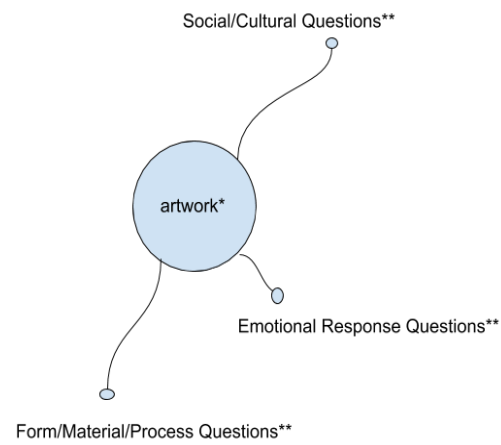 Social/Cultural Questions**
artwork*
Emotional Response Questions**
Form/Material/Process Questions**